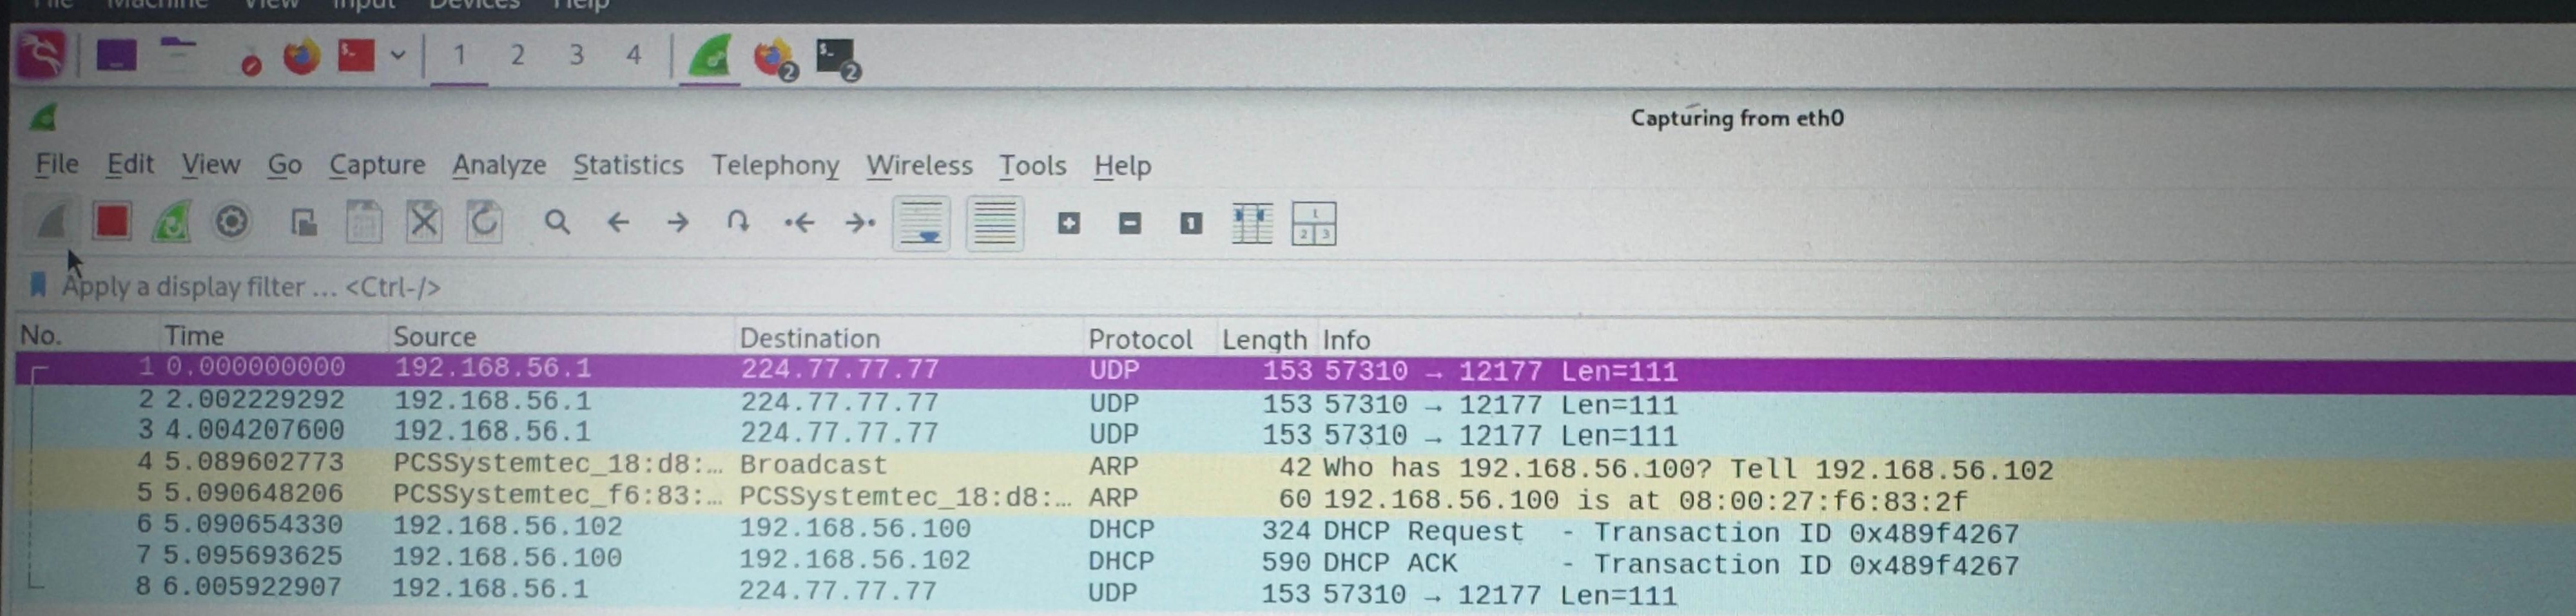 File Machine View Input Devices Help
1 2 3 4 2 2
Capturing from eth0
File Edit View Go Capture Analyze Statistics Telephony Wireless Tools Help
Apply a display filter … <Ctrl-/>
No. Time Source Destination Protocol Length Info
1 0.000000000 192.168.56.1 224.77.77.77 UDP 153 57310 → 12177 Len=111
2 2.002229292 192.168.56.1 224.77.77.77 UDP 153 57310 → 12177 Len=111
3 4.004207600 192.168.56.1 224.77.77.77 UDP 153 57310 → 12177 Len=111
4 5.089602773 PCSSystemtec_18:d8:… Broadcast ARP 42 Who has 192.168.56.100? Tell 192.168.56.102
5 5.090648206 PCSSystemtec_f6:83:… PCSSystemtec_18:d8:… ARP 60 192.168.56.100 is at 08:00:27:f6:83:2f
6 5.090654330 192.168.56.102 192.168.56.100 DHCP 324 DHCP Request - Transaction ID 0x489f4267
7 5.095693625 192.168.56.100 192.168.56.102 DHCP 590 DHCP ACK - Transaction ID 0x489f4267
8 6.005922907 192.168.56.1 224.77.77.77 UDP 153 57310 → 12177 Len=111